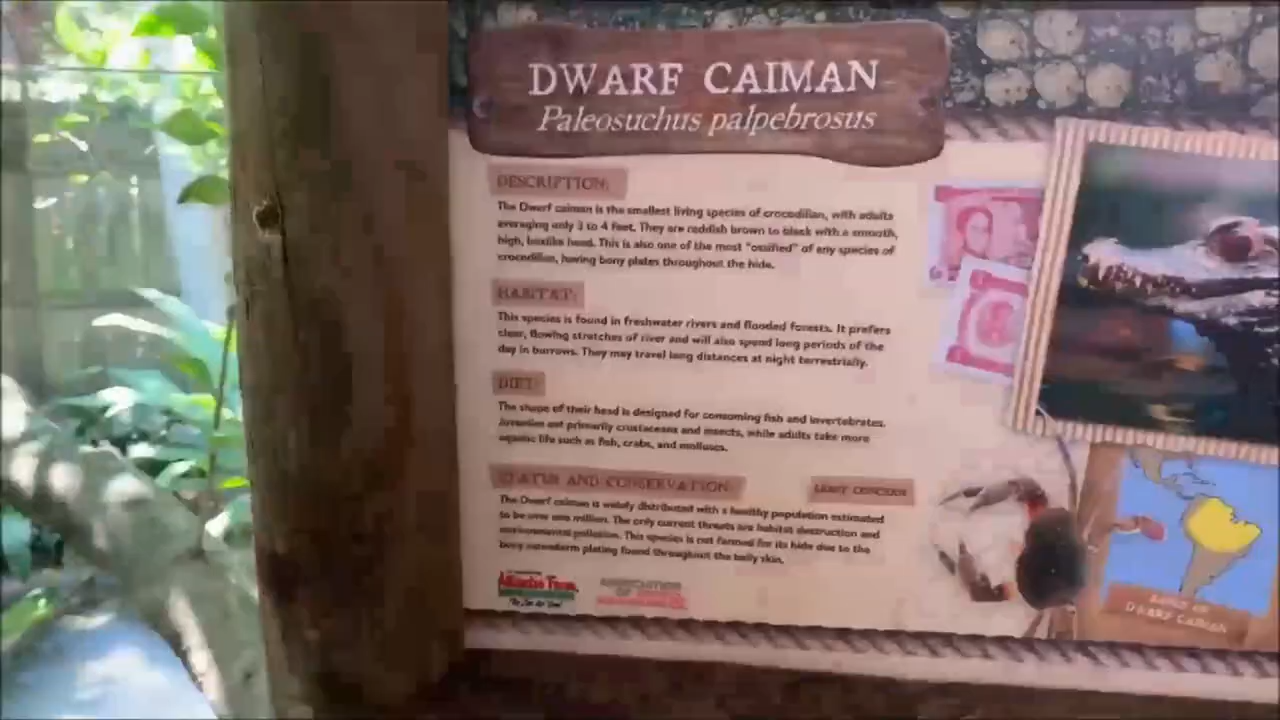 DWARF CAIMAN
Paleosuchus palpebrosus
DESCRIPTION:
The Dwarf caiman is the smallest living species of crocodilian, with adults
averaging only 3 to 4 feet. They are reddish brown to black with a smooth,
high, boxlike head. This is also one of the most "ossified" of any species of
crocodilian, having bony plates throughout the hide.
HABITAT:
This species is found in freshwater rivers and flooded forests. It prefers
clear, flowing stretches of river and will also spend long periods of the
day in burrows. They may travel long distances at night terrestrially.
DIET:
The shape of their head is designed for consuming fish and invertebrates.
Juveniles eat primarily crustaceans and insects, while adults take more
aquatic life such as fish, crabs, and molluscs.
STATUS AND CONSERVATION:
LEAST CONCERN
The Dwarf caiman is widely distributed with a healthy population estimated
to be over one million. The only current threats are habitat destruction and
environmental pollution. This species is not farmed for its hide due to the
bony osteoderm plating found throughout the belly skin.
Alligator Farm
ASSOCIATION
OF
RANGE OF
DWARF CAIMAN